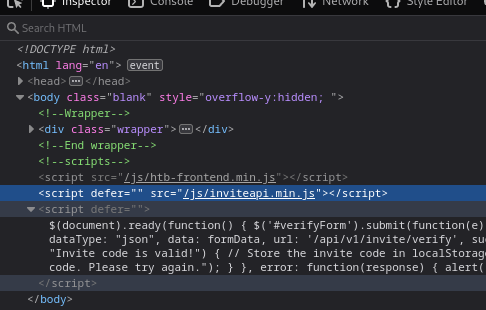 Inspector Console Debugger Network Style Editor
Search HTML
<!DOCTYPE html>
<html lang="en"> event
<head> ••• </head>
<body class="blank" style="overflow-y:hidden; ">
<!--Wrapper-->
<div class="wrapper"> ••• </div>
<!--End wrapper-->
<!--scripts-->
<script src="/js/htb-frontend.min.js"></script>
<script defer="" src="/js/inviteapi.min.js"></script>
<script defer="">
$(document).ready(function() { $('#verifyForm').submit(function(e)
dataType: "json", data: formData, url: '/api/v1/invite/verify', su
"Invite code is valid!") { // Store the invite code in localStorag
code. Please try again."); } }, error: function(response) { alert(
</script>
</body>